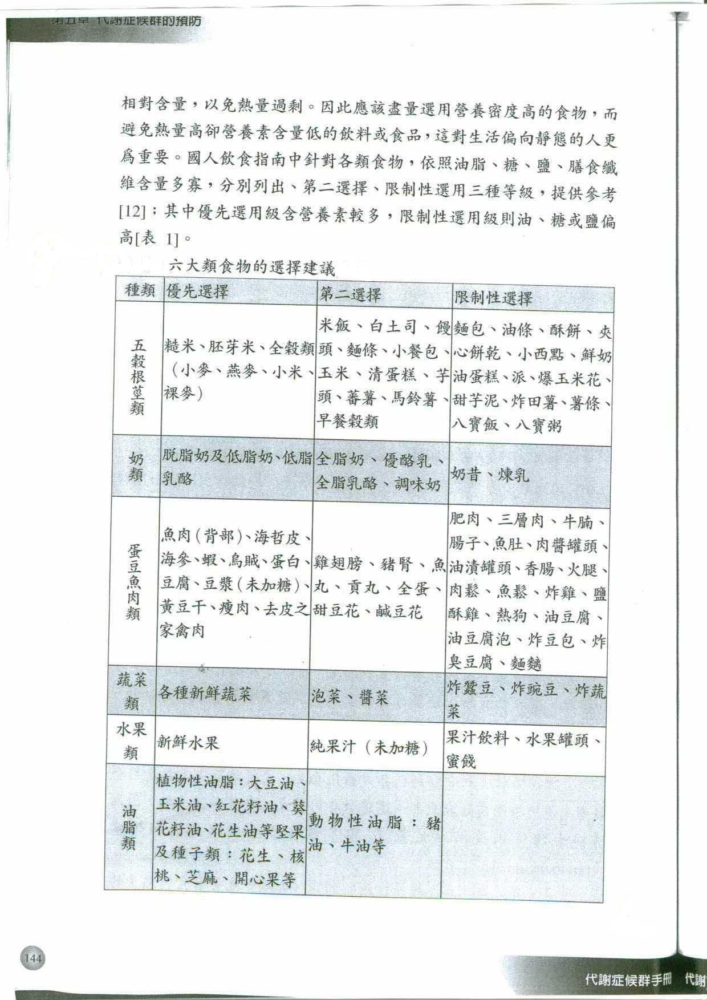 第五章 代謝症候群的預防
相對含量，以免熱量過剩。因此應該盡量選用營養密度高的食物，而
避免熱量高卻營養素含量低的飲料或食品，這對生活偏向靜態的人更
為重要。國人飲食指南中針對各類食物，依照油脂、糖、鹽、膳食纖
維含量多寡，分別列出、第二選擇、限制性選用三種等級，提供參考
[12]；其中優先選用級含營養素較多，限制性選用級則油、糖或鹽偏
高[表 1]。
六大類食物的選擇建議
種類 優先選擇 第二選擇 限制性選擇
五穀根莖類
糙米、胚芽米、全穀類
（小麥、燕麥、小米、
裸麥）
米飯、白土司、饅
頭、麵條、小餐包、
玉米、清蛋糕、芋
頭、蕃薯、馬鈴薯、
早餐穀類
麵包、油條、酥餅、夾
心餅乾、小西點、鮮奶
油蛋糕、派、爆玉米花、
甜芋泥、炸田薯、薯條、
八寶飯、八寶粥
奶類
脫脂奶及低脂奶、低脂
乳酪
全脂奶、優酪乳、
全脂乳酪、調味奶
奶昔、煉乳
蛋豆魚肉類
魚肉（背部）、海哲皮、
海參、蝦、烏賊、蛋白、
豆腐、豆漿（未加糖）、
黃豆干、瘦肉、去皮之
家禽肉
雞翅膀、豬腎、魚
丸、貢丸、全蛋、
甜豆花、鹹豆花
肥肉、三層肉、牛腩、
腸子、魚肚、肉醬罐頭、
油漬罐頭、香腸、火腿、
肉鬆、魚鬆、炸雞、鹽
酥雞、熱狗、油豆腐、
油豆腐泡、炸豆包、炸
臭豆腐、麵麶
蔬菜
類
各種新鮮蔬菜
泡菜、醬菜
炸蠶豆、炸豌豆、炸蔬
菜
水果
類
新鮮水果
純果汁（未加糖）
果汁飲料、水果罐頭、
蜜餞
油脂類
植物性油脂：大豆油、
玉米油、紅花籽油、葵
花籽油、花生油等堅果
及種子類：花生、核
桃、芝麻、開心果等
動物性油脂：豬
油、牛油等
144
代謝症候群手冊 代謝